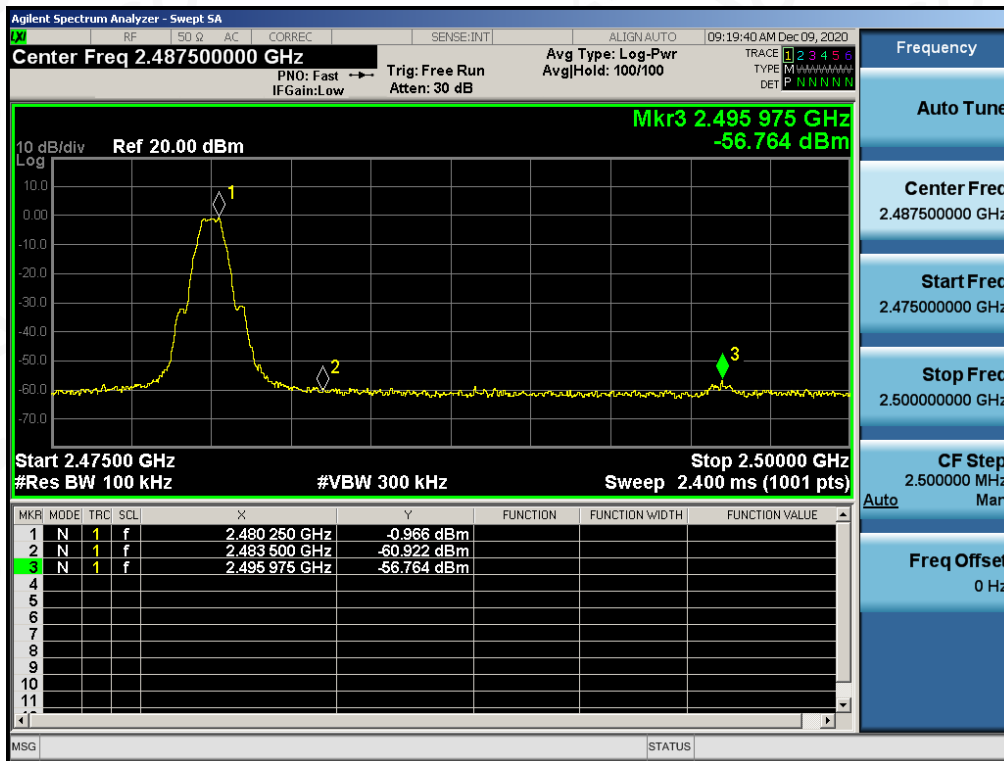 Agilent Spectrum Analyzer - Swept SA
LXI RF 50 Ω AC CORREC SENSE:INT ALIGN AUTO 09:19:40 AM Dec 09, 2020
Center Freq 2.487500000 GHz
PNO: Fast
IFGain:Low
Trig: Free Run
Atten: 30 dB
Avg Type: Log-Pwr
Avg|Hold: 100/100
TRACE 1 2 3 4 5 6
TYPE M WWWWW
DET P N N N N N
Mkr3 2.495 975 GHz
-56.764 dBm
10 dB/div Ref 20.00 dBm
Log
10.0
0.00
-10.0
-20.0
-30.0
-40.0
-50.0
-60.0
-70.0
1
2
3
Start 2.47500 GHz Stop 2.50000 GHz
#Res BW 100 kHz #VBW 300 kHz Sweep 2.400 ms (1001 pts)
MKR MODE TRC SCL X Y FUNCTION FUNCTION WIDTH FUNCTION VALUE
1 N 1 f 2.480 250 GHz -0.966 dBm
2 N 1 f 2.483 500 GHz -60.922 dBm
3 N 1 f 2.495 975 GHz -56.764 dBm
4
5
6
7
8
9
10
11
MSG STATUS
Frequency
Auto Tune
Center Freq
2.487500000 GHz
Start Freq
2.475000000 GHz
Stop Freq
2.500000000 GHz
CF Step
2.500000 MHz
Auto Man
Freq Offset
0 Hz